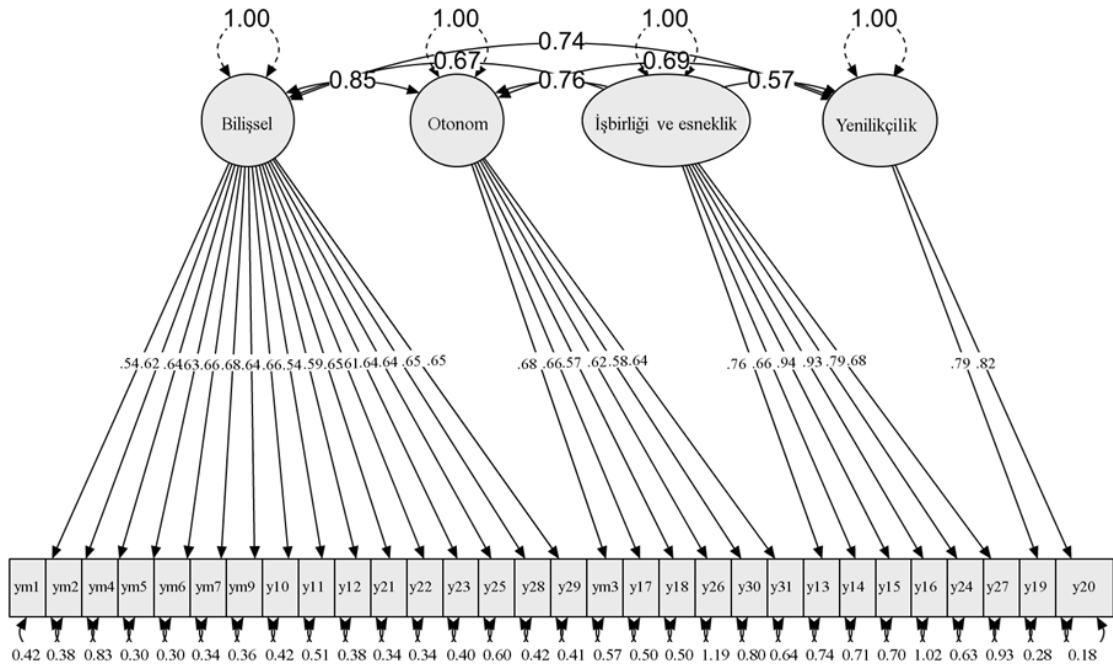 1.00 1.00 1.00 1.00
0.74
0.67 0.69
0.85 0.76 0.57
Bilişsel Otonom İşbirliği ve esneklik Yenilikçilik
.54 .62 .64 .63 .66 .68 .64 .66 .54 .59 .65 .61 .64 .64 .65 .65 .68 .66 .57 .62 .58 .64 .76 .66 .94 .93 .79 .68 .79 .82
ym1 ym2 ym4 ym5 ym6 ym7 ym9 y10 y11 y12 y21 y22 y23 y25 y28 y29 ym3 y17 y18 y26 y30 y31 y13 y14 y15 y16 y24 y27 y19 y20
0.42 0.38 0.83 0.30 0.30 0.34 0.36 0.42 0.51 0.38 0.34 0.34 0.40 0.60 0.42 0.41 0.57 0.50 0.50 1.19 0.80 0.64 0.74 0.71 0.70 1.02 0.63 0.93 0.28 0.18